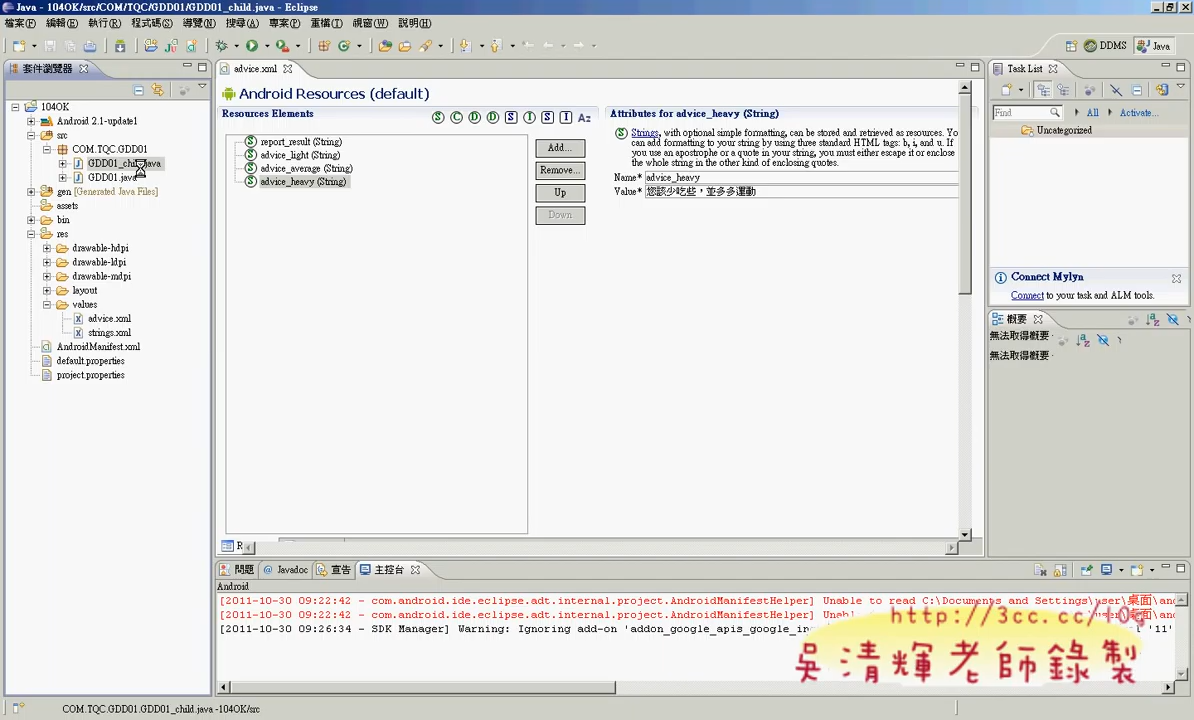 Java - 104OK/src/COM/TQC/GDD01/GDD01_child.java - Eclipse
檔案(F) 編輯(E) 執行(R) 程式碼(S) 導覽(N) 搜尋(A) 專案(P) 重構(T) 視窗(W) 說明(H)
DDMS Java
套件瀏覽器
advice.xml
Task List
104OK
Android 2.1-update1
src
COM.TQC.GDD01
GDD01_child.java
GDD01.java
gen [Generated Java Files]
assets
bin
res
drawable-hdpi
drawable-ldpi
drawable-mdpi
layout
values
advice.xml
strings.xml
AndroidManifest.xml
default.properties
project.properties
Android Resources (default)
Resources Elements
S C D D S I S I Az
report_result (String)
advice_light (String)
advice_average (String)
advice_heavy (String)
Add...
Remove...
Up
Down
Attributes for advice_heavy (String)
Strings, with optional simple formatting, can be stored and retrieved as resources. Yo
can add formatting to your string by using three standard HTML tags: b, i, and u. If
you use an apostrophe or a quote in your string, you must either escape it or enclose
the whole string in the other kind of enclosing quotes.
Name* advice_heavy
Value* 您該少吃些，並多多運動
Find All Activate...
Uncategorized
Connect Mylyn
Connect to your task and ALM tools.
概要
無法取得概要。
無法取得概要。
R
問題 Javadoc 宣告 主控台
Android
[2011-10-30 09:22:42 - com.android.ide.eclipse.adt.internal.project.AndroidManifestHelper] Unable to read C:\Documents and Settings\user\桌面\and
[2011-10-30 09:22:42 - com.android.ide.eclipse.adt.internal.project.AndroidManifestHelper]
[2011-10-30 09:26:34 - SDK Manager] Warning: Ignoring add-on 'addon_google_apis_google_in '11'
http://3cc.cc/10g
吳清輝老師錄製
COM.TQC.GDD01.GDD01_child.java - 104OK/src